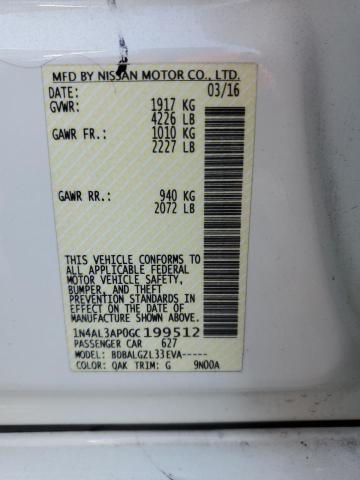 MFD BY NISSAN MOTOR CO., LTD.
DATE: 03/16
GVWR: 1917 KG
4226 LB
GAWR FR.: 1010 KG
2227 LB
GAWR RR.: 940 KG
2072 LB
THIS VEHICLE CONFORMS TO
ALL APPLICABLE FEDERAL
MOTOR VEHICLE SAFETY,
BUMPER, AND THEFT
PREVENTION STANDARDS IN
EFFECT ON THE DATE OF
MANUFACTURE SHOWN ABOVE.
1N4AL3AP0GC199512
PASSENGER CAR 627
MODEL: BDBALGZL33EVA-----
COLOR: QAK TRIM: G 9N00A